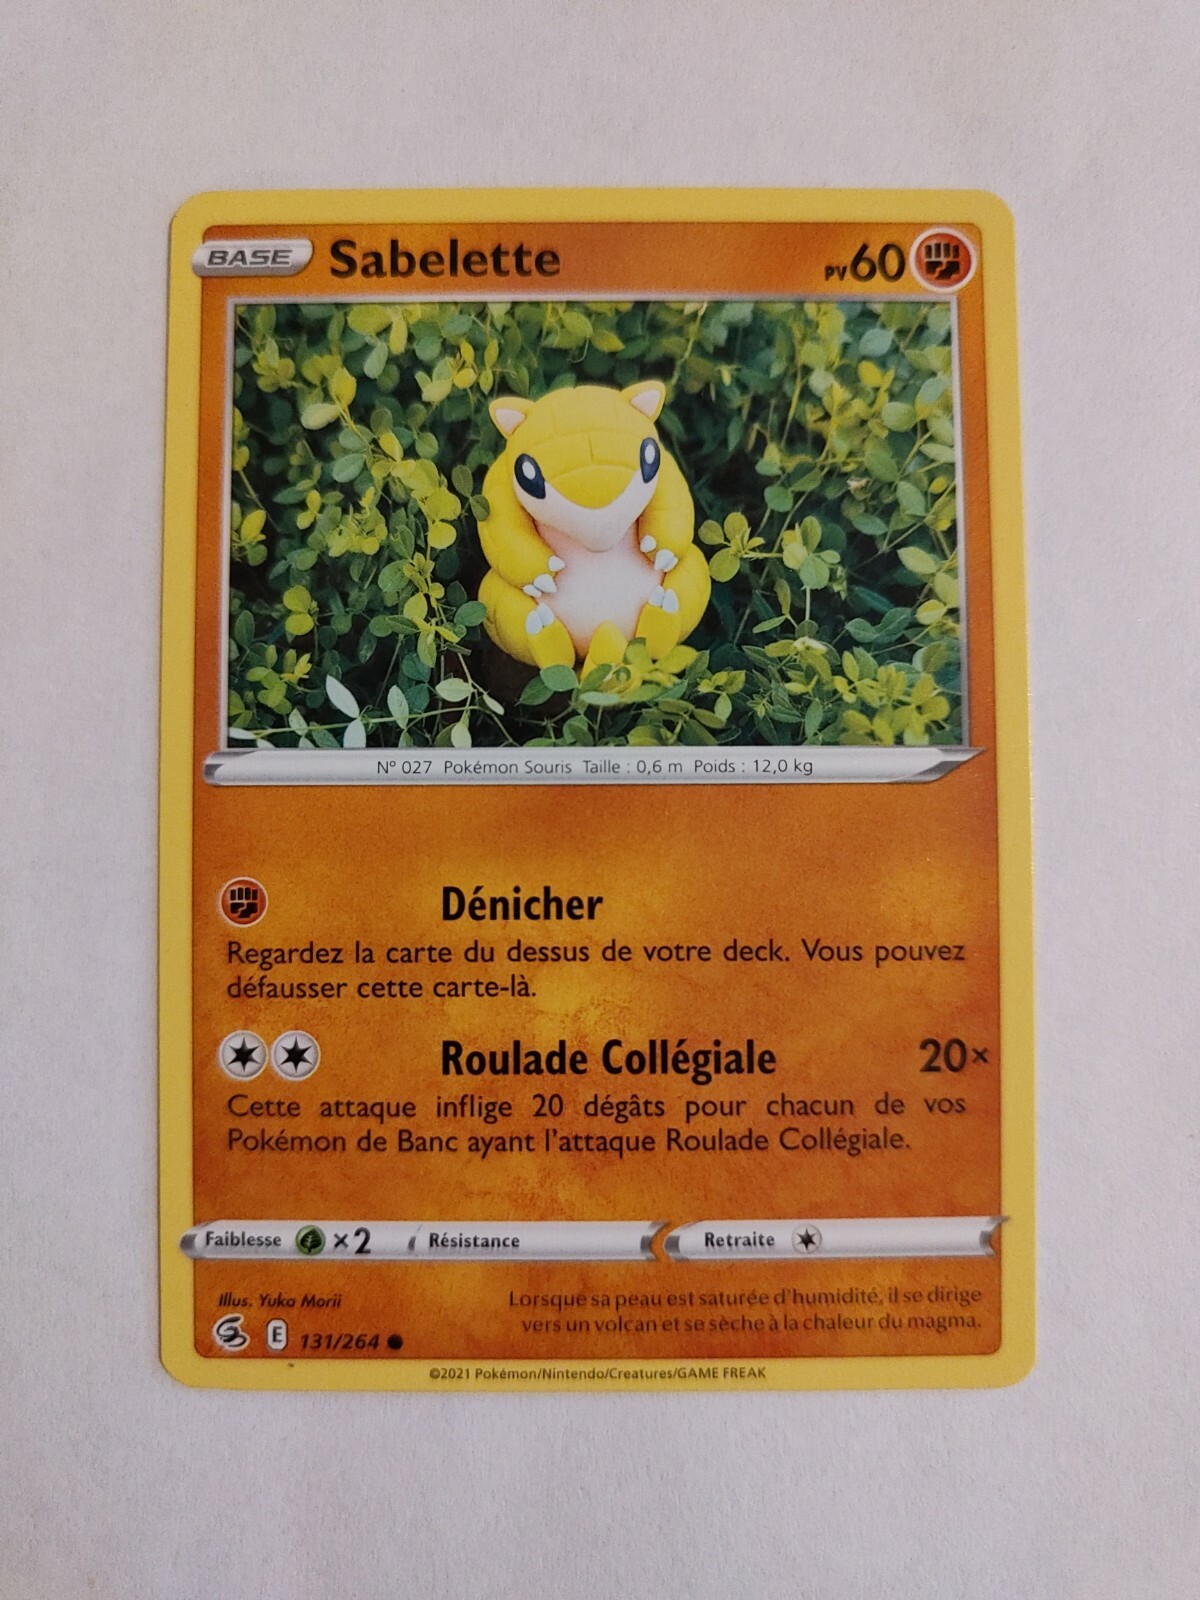 BASE Sabelette PV60
N° 027 Pokémon Souris Taille : 0,6 m Poids : 12,0 kg
Dénicher
Regardez la carte du dessus de votre deck. Vous pouvez
défausser cette carte-là.
Roulade Collégiale 20×
Cette attaque inflige 20 dégâts pour chacun de vos
Pokémon de Banc ayant l'attaque Roulade Collégiale.
Faiblesse ×2 Résistance Retraite
Illus. Yuka Morii
Lorsque sa peau est saturée d'humidité, il se dirige
vers un volcan et se sèche à la chaleur du magma.
E 131/264
©2021 Pokémon/Nintendo/Creatures/GAME FREAK